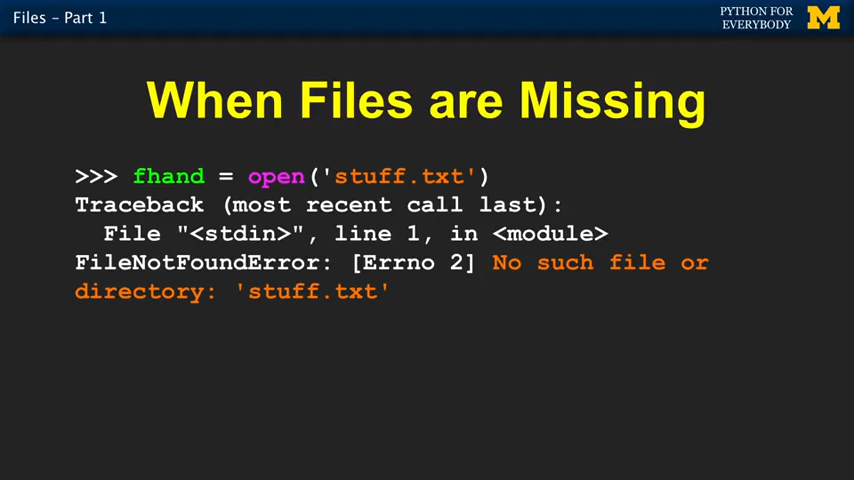 Files – Part 1
PYTHON FOR
EVERYBODY
M
When Files are Missing
>>> fhand = open('stuff.txt')
Traceback (most recent call last):
  File "<stdin>", line 1, in <module>
FileNotFoundError: [Errno 2] No such file or
directory: 'stuff.txt'